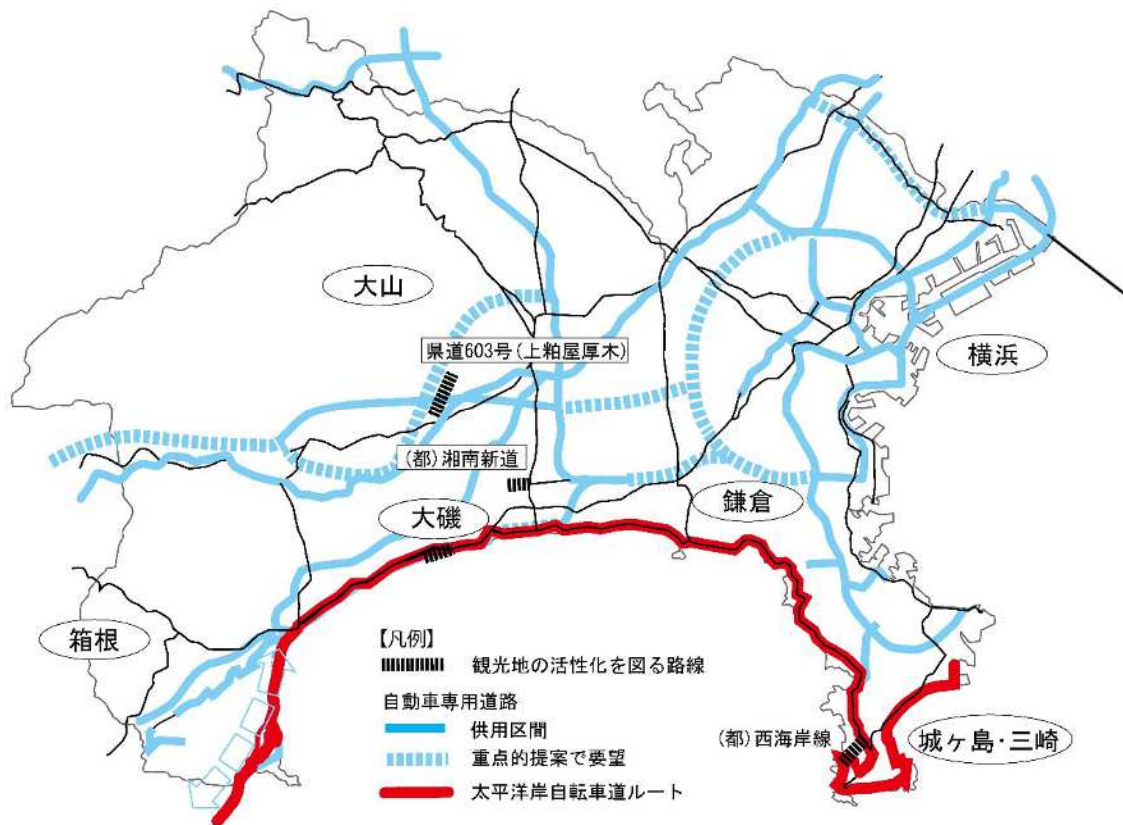 大山
県道603号(上粕屋厚木)
横浜
(都)湘南新道
大磯
鎌倉
箱根
【凡例】
観光地の活性化を図る路線
自動車専用道路
供用区間
重点的提案で要望
太平洋岸自転車道ルート
(都)西海岸線
城ヶ島・三崎